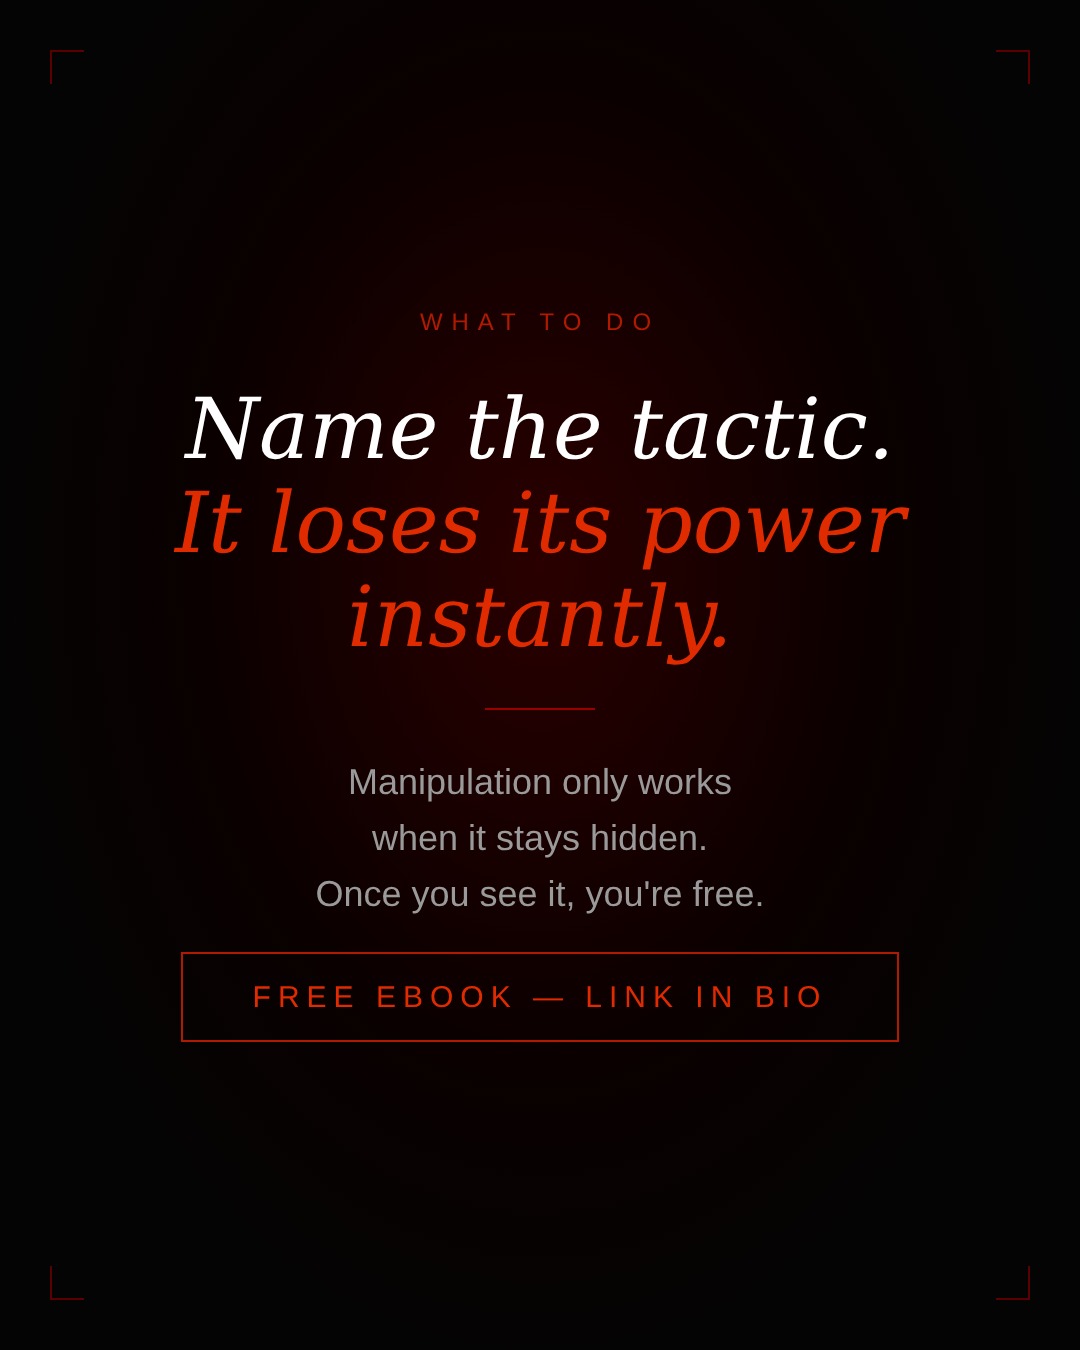 WHAT TO DO
Name the tactic.
It loses its power
instantly.
Manipulation only works
when it stays hidden.
Once you see it, you're free.
FREE EBOOK — LINK IN BIO